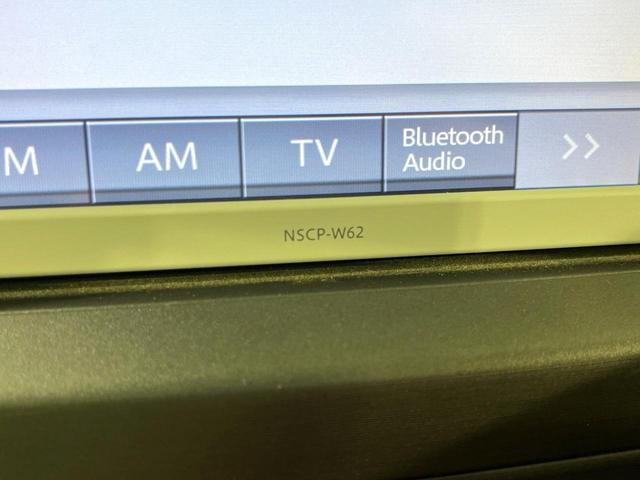 M
AM
TV
Bluetooth
Audio
>>
NSCP-W62